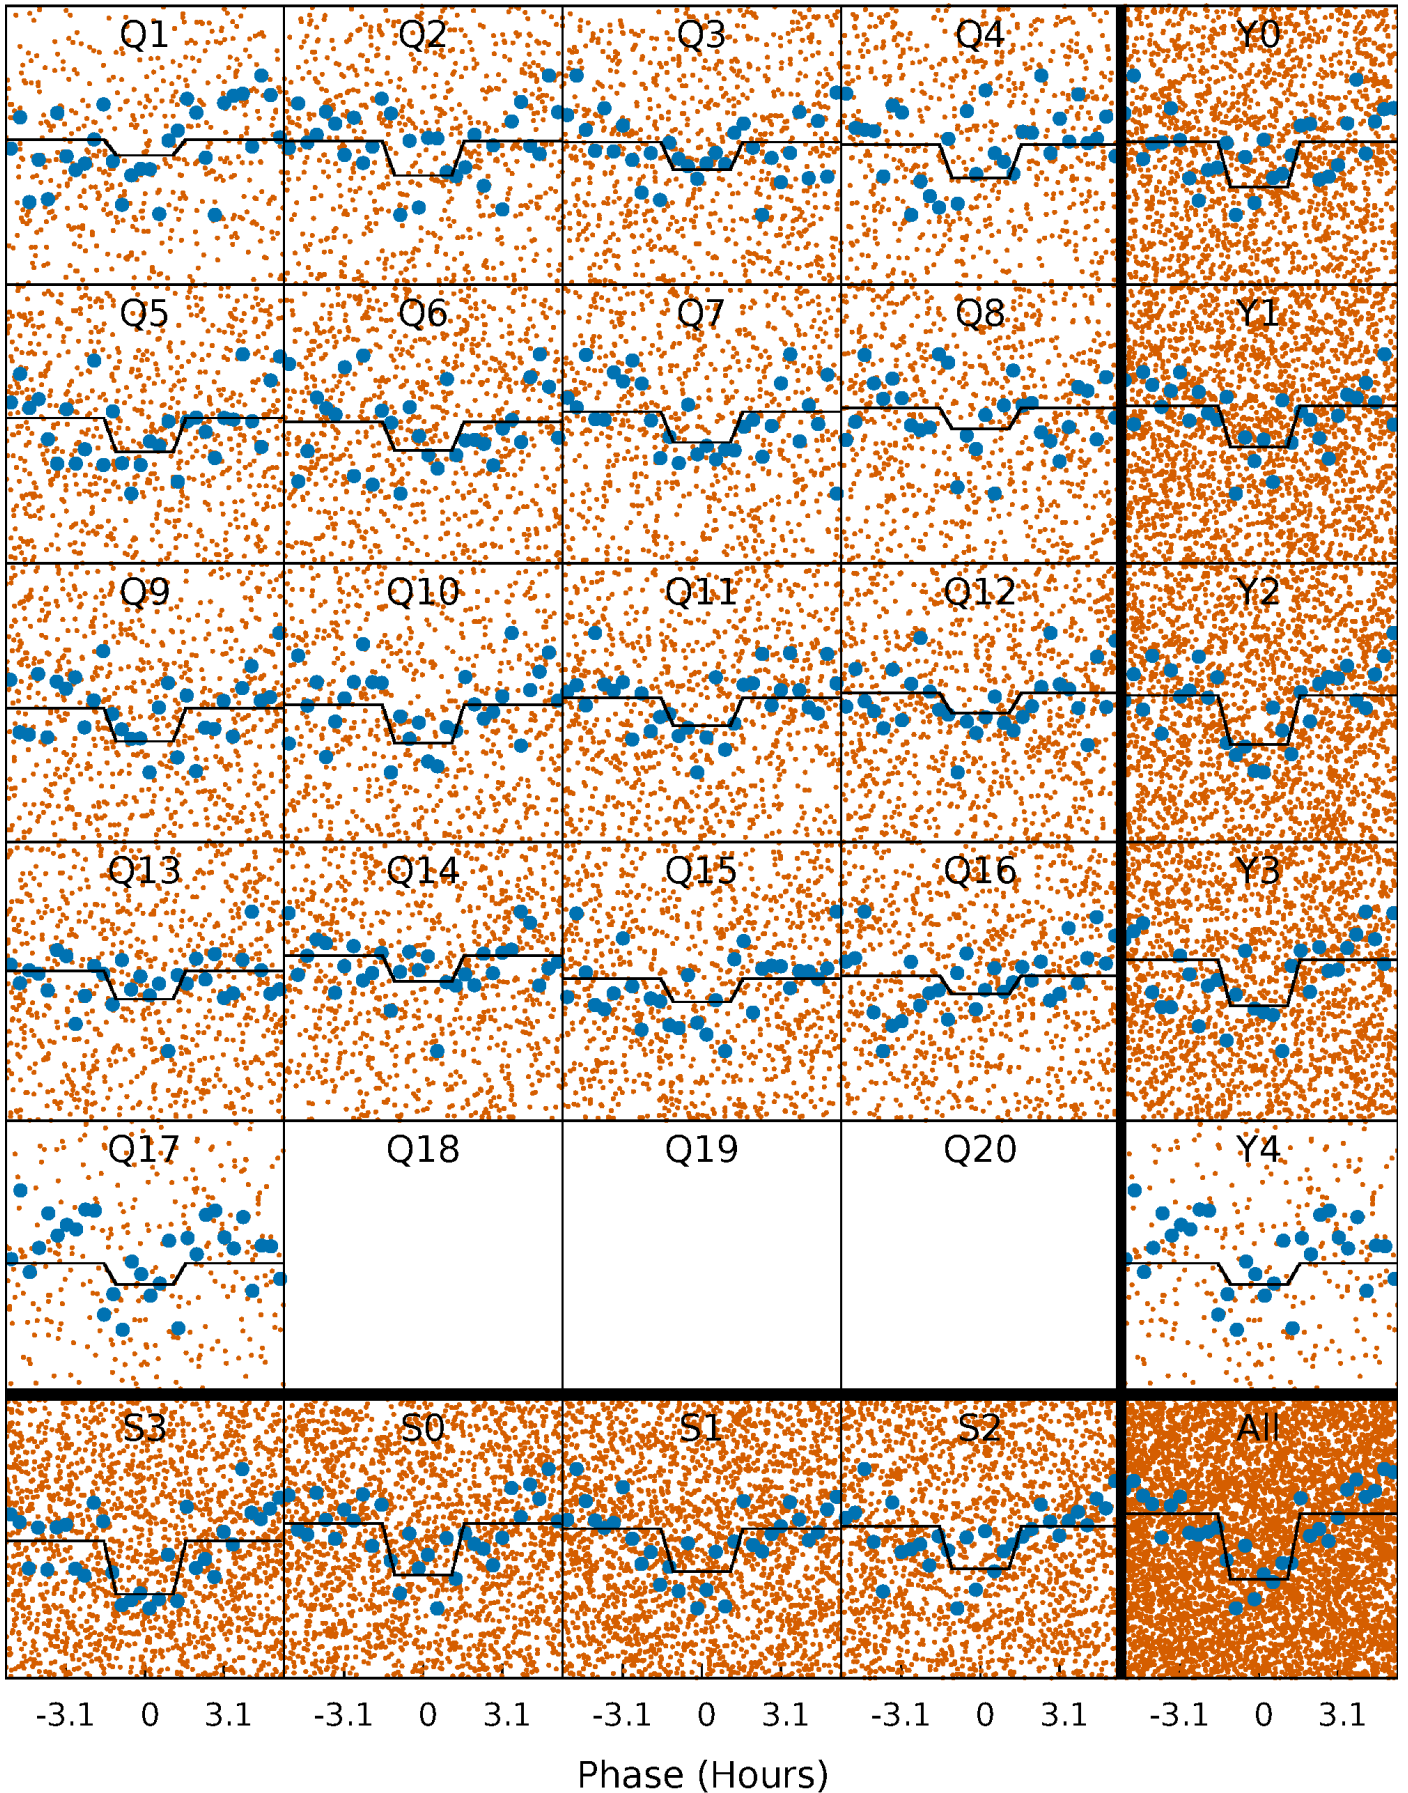 Q1 Q2 Q3 Q4 Y0
Q5 Q6 Q7 Q8 Y1
Q9 Q10 Q11 Q12 Y2
Q13 Q14 Q15 Q16 Y3
Q17 Q18 Q19 Q20 Y4
S3 S0 S1 S2 All
-3.1 0 3.1 -3.1 0 3.1 -3.1 0 3.1 -3.1 0 3.1 -3.1 0 3.1
Phase (Hours)